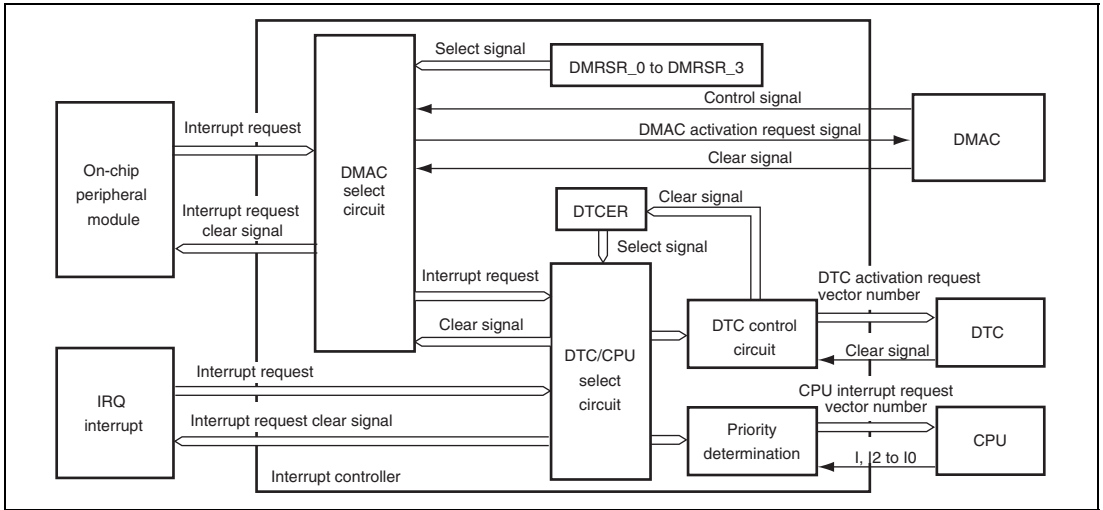 Select signal
DMRSR_0 to DMRSR_3
Control signal
Interrupt request
DMAC activation request signal
DMAC
On-chip
peripheral
module
DMAC
select
circuit
Clear signal
Interrupt request
clear signal
DTCER
Clear signal
Select signal
Interrupt request
DTC activation request
vector number
Clear signal
DTC/CPU
select
circuit
DTC control
circuit
DTC
Clear signal
IRQ
interrupt
Interrupt request
CPU interrupt request
vector number
Interrupt request clear signal
Priority
determination
CPU
I, I2 to I0
Interrupt controller